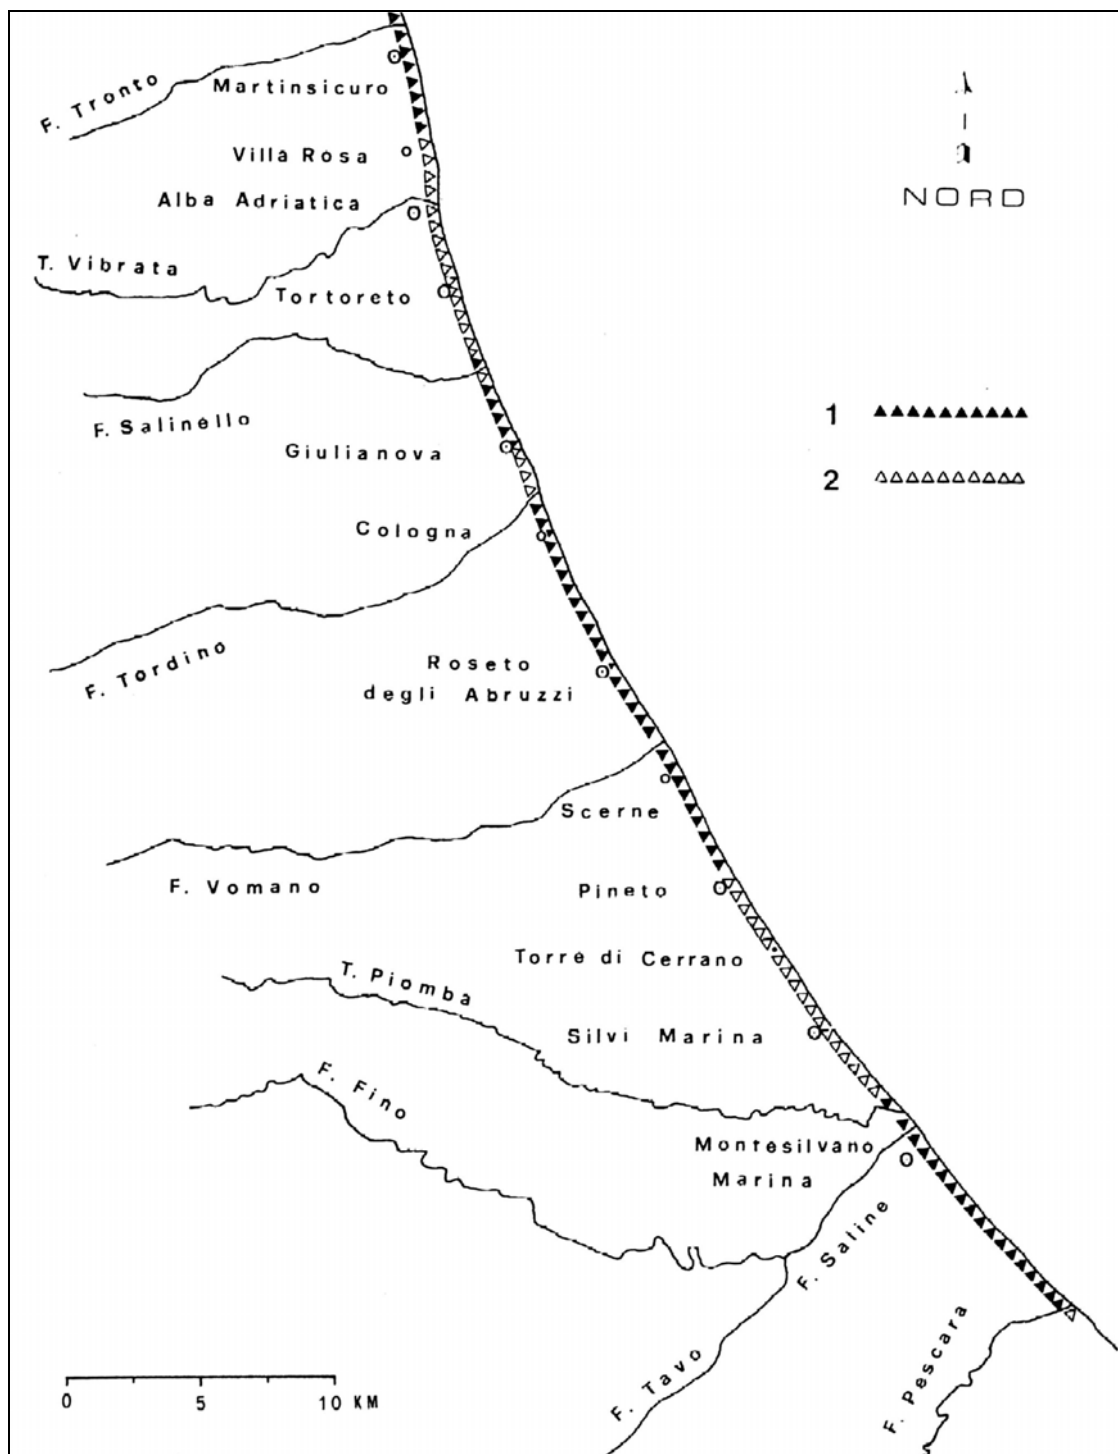 F. Tronto
Martinsicuro
Villa Rosa
Alba Adriatica
NORD
T. Vibrata
Tortoreto
F. Salinello
1
Giulianova
2
Cologna
F. Tordino
Roseto
degli Abruzzi
Scerne
F. Vomano
Pineto
Torre di Cerrano
T. Piomba
Silvi Marina
F. Fino
Montesilvano
Marina
F. Saline
F. Tavo
F. Pescara
0 5 10 KM